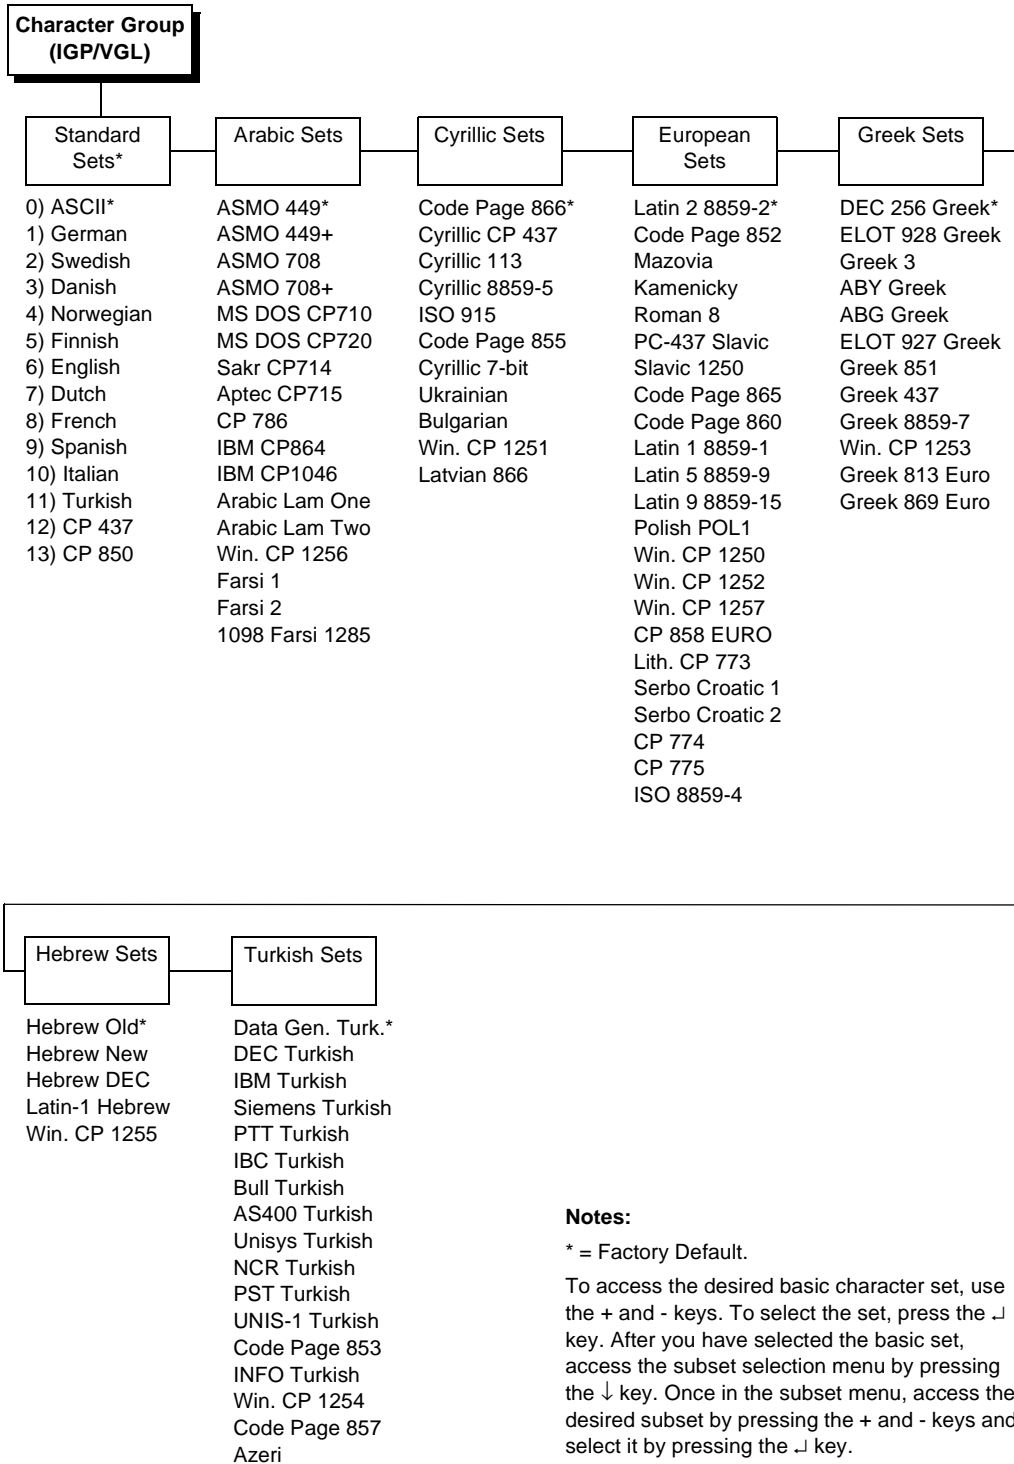 Character Group
(IGP/VGL)
Standard
Sets*
Arabic Sets
Cyrillic Sets
European
Sets
Greek Sets
0) ASCII*
1) German
2) Swedish
3) Danish
4) Norwegian
5) Finnish
6) English
7) Dutch
8) French
9) Spanish
10) Italian
11) Turkish
12) CP 437
13) CP 850
ASMO 449*
ASMO 449+
ASMO 708
ASMO 708+
MS DOS CP710
MS DOS CP720
Sakr CP714
Aptec CP715
CP 786
IBM CP864
IBM CP1046
Arabic Lam One
Arabic Lam Two
Win. CP 1256
Farsi 1
Farsi 2
1098 Farsi 1285
Code Page 866*
Cyrillic CP 437
Cyrillic 113
Cyrillic 8859-5
ISO 915
Code Page 855
Cyrillic 7-bit
Ukrainian
Bulgarian
Win. CP 1251
Latvian 866
Latin 2 8859-2*
Code Page 852
Mazovia
Kamenicky
Roman 8
PC-437 Slavic
Slavic 1250
Code Page 865
Code Page 860
Latin 1 8859-1
Latin 5 8859-9
Latin 9 8859-15
Polish POL1
Win. CP 1250
Win. CP 1252
Win. CP 1257
CP 858 EURO
Lith. CP 773
Serbo Croatic 1
Serbo Croatic 2
CP 774
CP 775
ISO 8859-4
DEC 256 Greek*
ELOT 928 Greek
Greek 3
ABY Greek
ABG Greek
ELOT 927 Greek
Greek 851
Greek 437
Greek 8859-7
Win. CP 1253
Greek 813 Euro
Greek 869 Euro
Hebrew Sets
Turkish Sets
Hebrew Old*
Hebrew New
Hebrew DEC
Latin-1 Hebrew
Win. CP 1255
Data Gen. Turk.*
DEC Turkish
IBM Turkish
Siemens Turkish
PTT Turkish
IBC Turkish
Bull Turkish
AS400 Turkish
Unisys Turkish
NCR Turkish
PST Turkish
UNIS-1 Turkish
Code Page 853
INFO Turkish
Win. CP 1254
Code Page 857
Azeri
Notes:
* = Factory Default.
To access the desired basic character set, use
the + and - keys. To select the set, press the ↵
key. After you have selected the basic set,
access the subset selection menu by pressing
the ↓ key. Once in the subset menu, access the
desired subset by pressing the + and - keys and
select it by pressing the ↵ key.